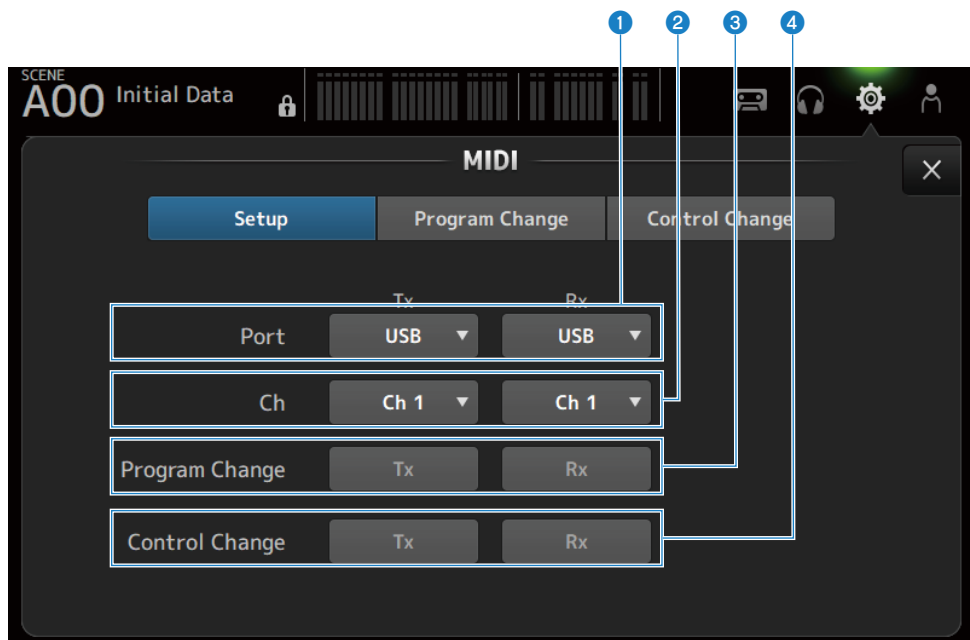 1 2 3 4
SCENE
A00 Initial Data
MIDI
Setup Program Change Control Change
Tx Rx
Port USB USB
Ch Ch 1 Ch 1
Program Change Tx Rx
Control Change Tx Rx